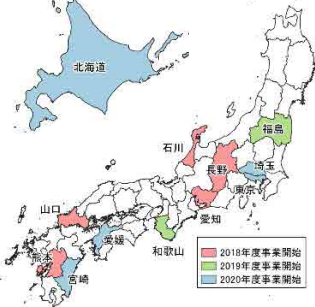 北海道
福島
石川
長野
埼玉
東京
山口
愛知
愛媛
和歌山
熊本
宮崎
2018年度事業開始
2019年度事業開始
2020年度事業開始